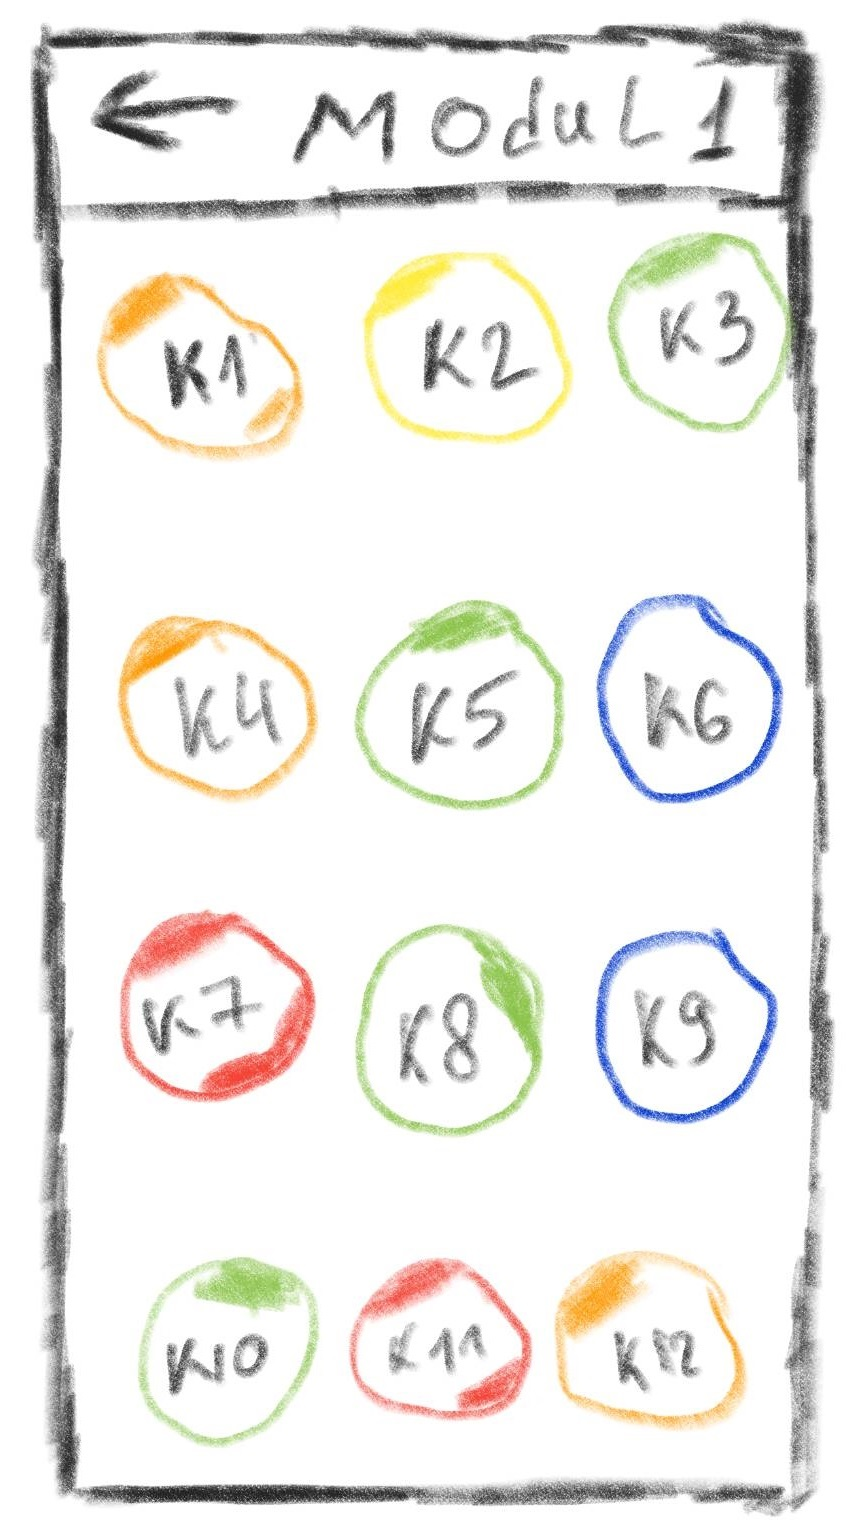 ← Modul 1
K1 K2 K3
K4 K5 K6
K7 K8 K9
K10 K11 K12